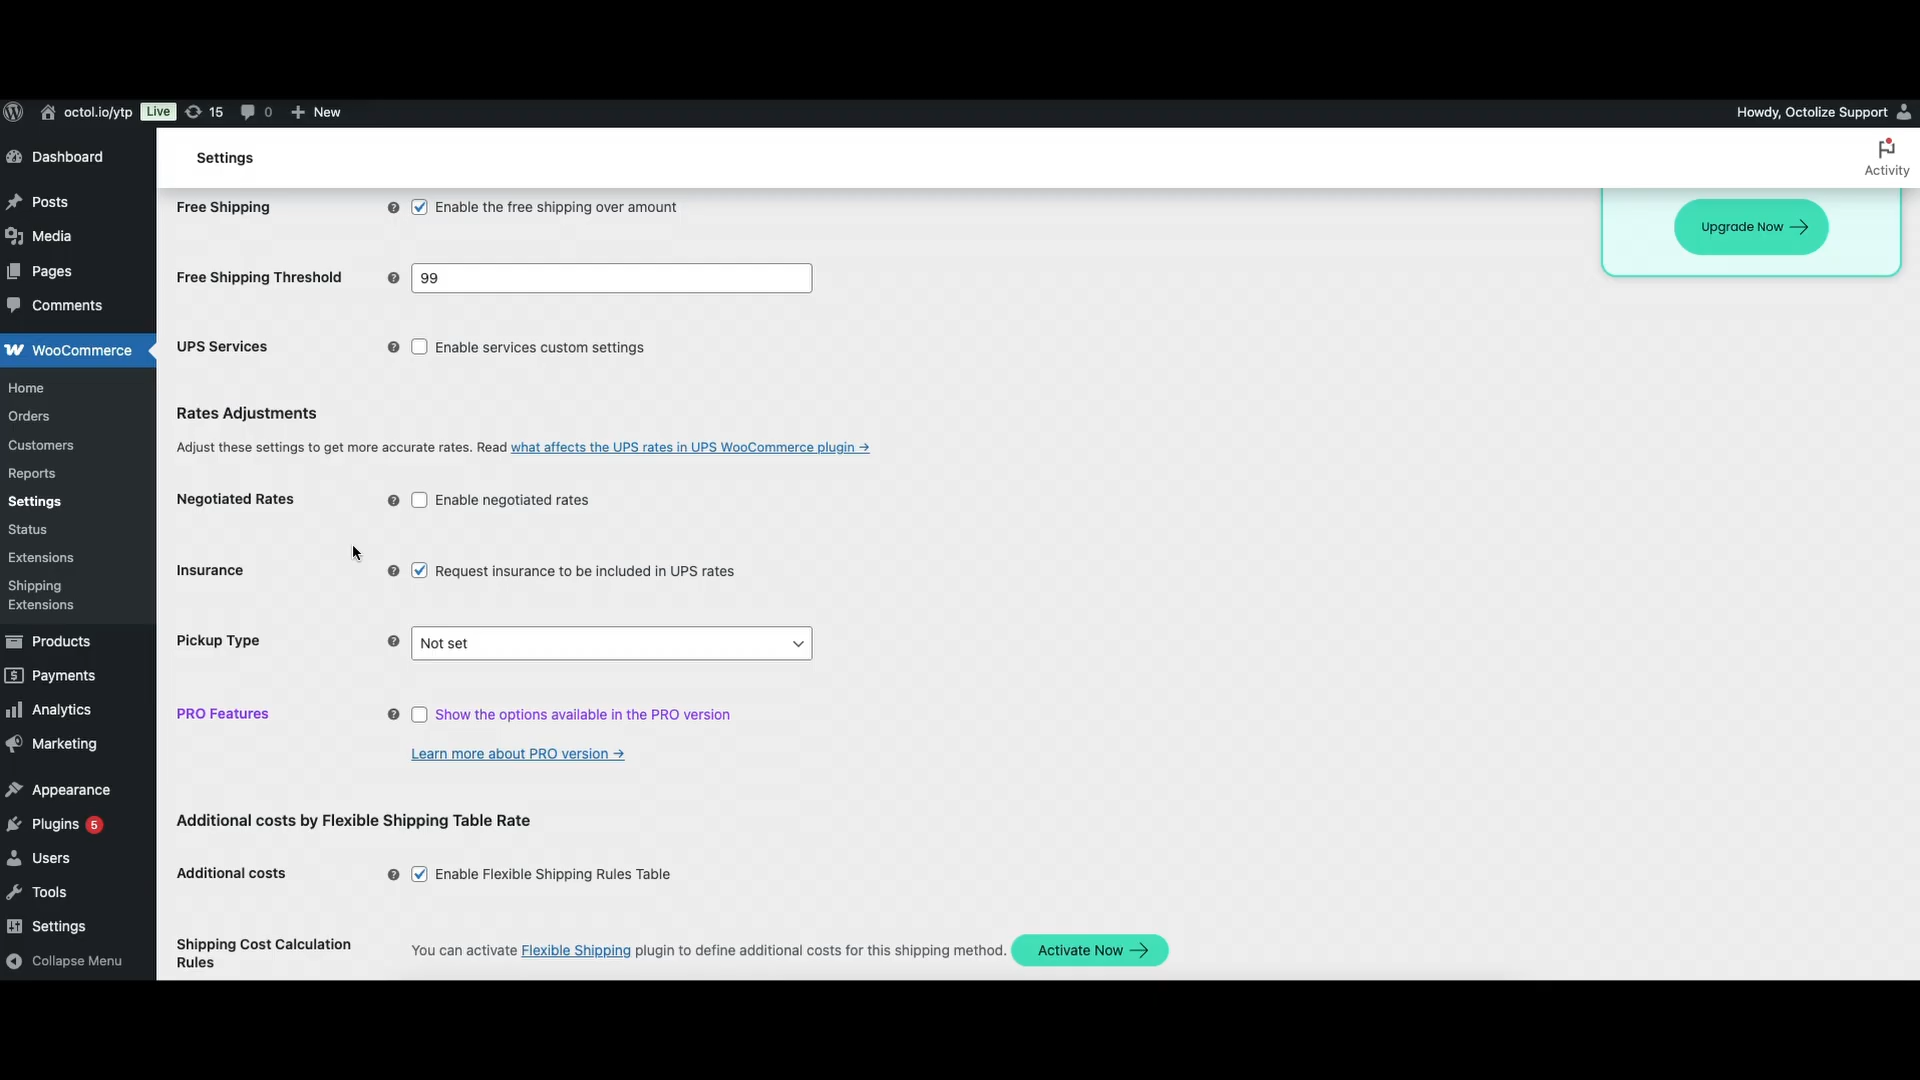 octol.io/ytp Live 15 0 New
Howdy, Octolize Support
Dashboard
Posts
Media
Pages
Comments
WooCommerce
Home
Orders
Customers
Reports
Settings
Status
Extensions
Shipping
Extensions
Products
Payments
Analytics
Marketing
Appearance
Plugins 5
Users
Tools
Settings
Collapse Menu
Settings
Activity
Upgrade Now →
Free Shipping ? Enable the free shipping over amount
Free Shipping Threshold ? 99
UPS Services ? Enable services custom settings
Rates Adjustments
Adjust these settings to get more accurate rates. Read what affects the UPS rates in UPS WooCommerce plugin →
Negotiated Rates ? Enable negotiated rates
Insurance ? Request insurance to be included in UPS rates
Pickup Type ? Not set
PRO Features ? Show the options available in the PRO version
Learn more about PRO version →
Additional costs by Flexible Shipping Table Rate
Additional costs ? Enable Flexible Shipping Rules Table
Shipping Cost Calculation
Rules
You can activate Flexible Shipping plugin to define additional costs for this shipping method. Activate Now →